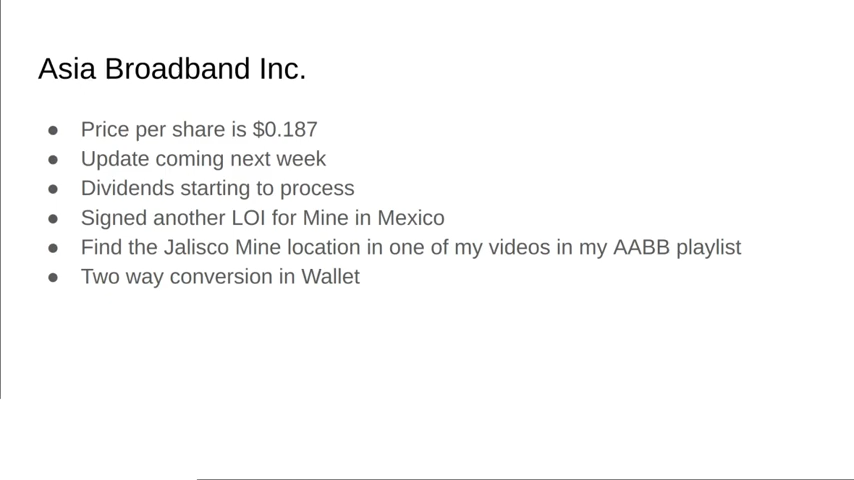 Asia Broadband Inc.
● Price per share is $0.187
● Update coming next week
● Dividends starting to process
● Signed another LOI for Mine in Mexico
● Find the Jalisco Mine location in one of my videos in my AABB playlist
● Two way conversion in Wallet